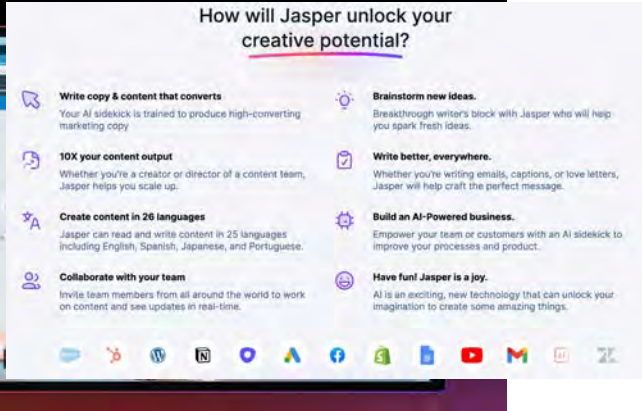 How will Jasper unlock your
creative potential?
Write copy & content that converts
Your AI sidekick is trained to produce high-converting
marketing copy
10X your content output
Whether you're a creator or director of a content team,
Jasper helps you scale up.
Create content in 26 languages
Jasper can read and write content in 25 languages
including English, Spanish, Japanese, and Portuguese.
Collaborate with your team
Invite team members from all around the world to work
on content and see updates in real-time.
Brainstorm new ideas.
Breakthrough writer's block with Jasper who will help
you spark fresh ideas.
Write better, everywhere.
Whether you're writing emails, captions, or love letters,
Jasper will help craft the perfect message.
Build an AI-Powered business.
Empower your team or customers with an AI sidekick to
improve your processes and product.
Have fun! Jasper is a joy.
AI is an exciting, new technology that can unlock your
imagination to create some amazing things.